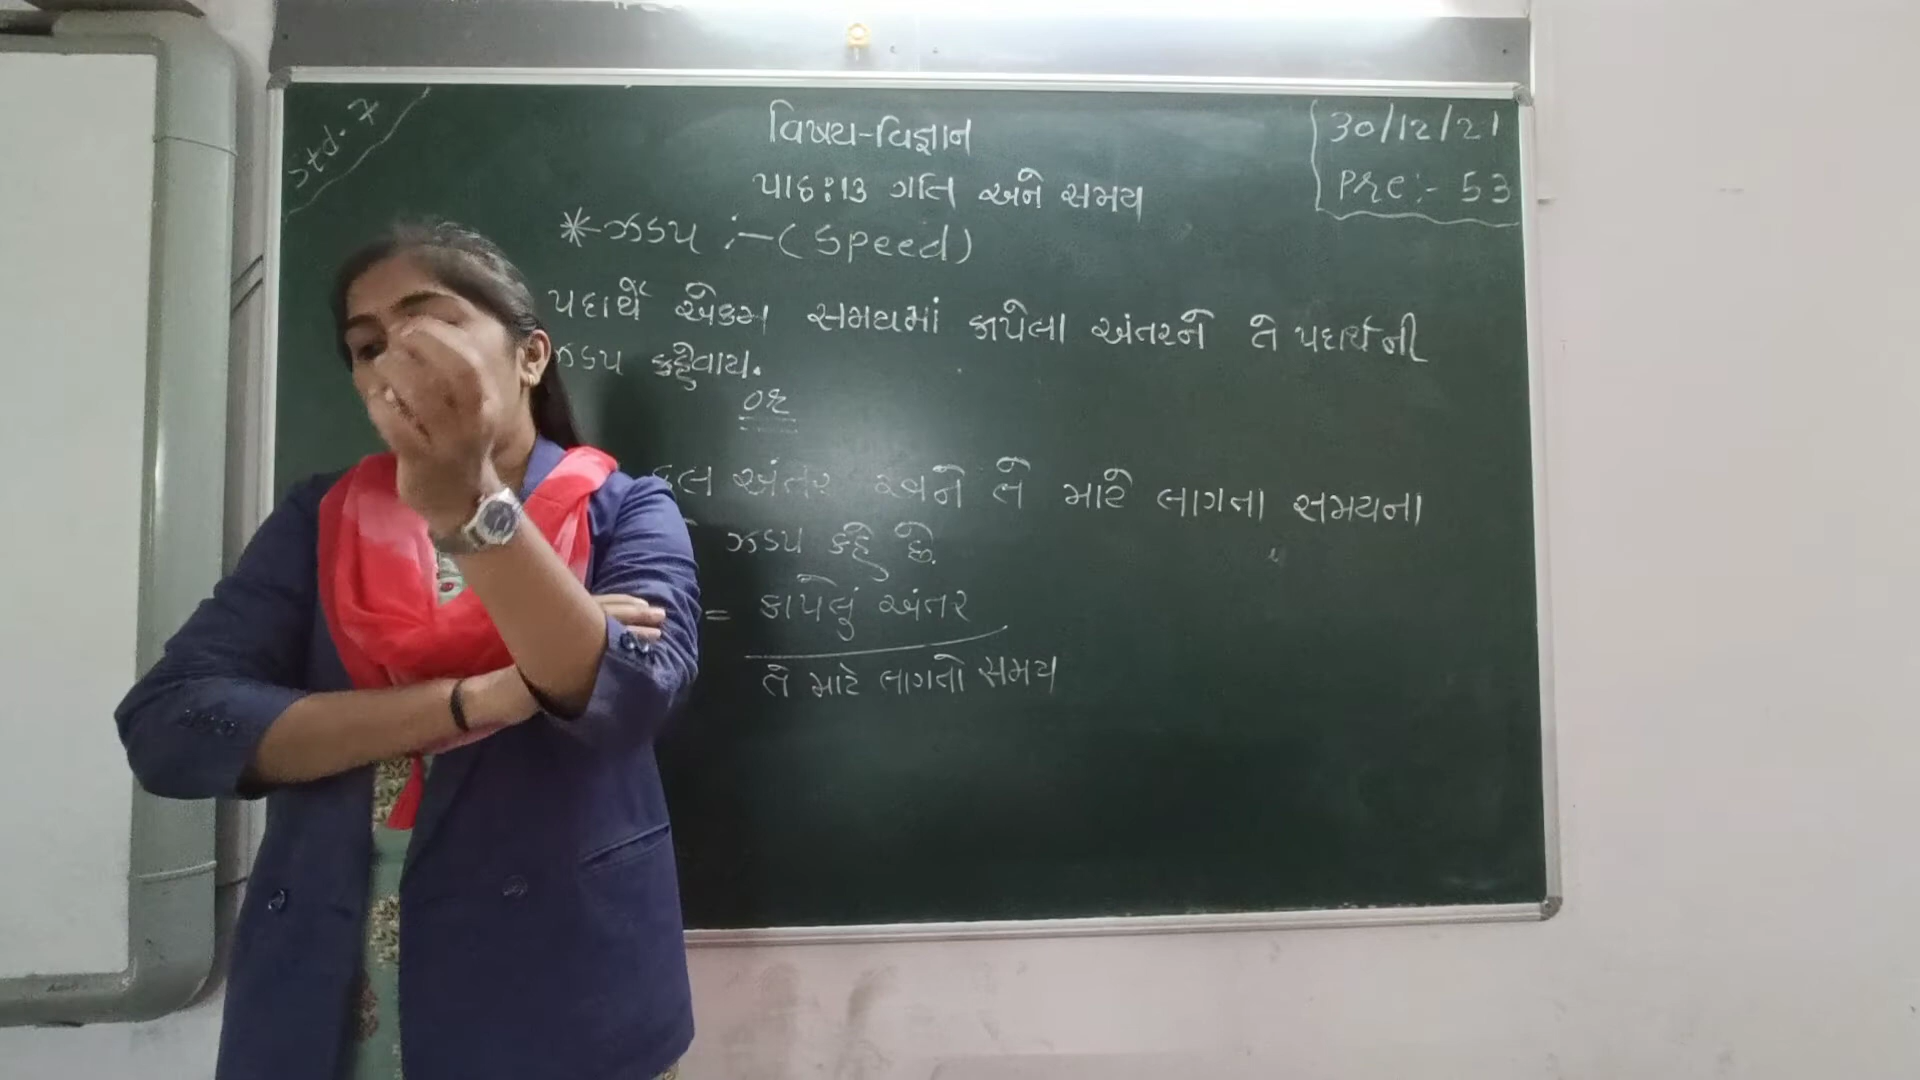 Std. 7
વિષય-વિજ્ઞાન
30/12/21
પાઠ:13 ગતિ અને સમય
Pre:- 53
* ઝડપ :- (Speed)
પદાર્થે એકમ સમયમાં કાપેલા અંતરને તે પદાર્થની
ઝડપ કહેવાય.
OR
અંતર અને તે માટે લાગતા સમયના
ઝડપ કહે છે.
= કાપેલું અંતર
તે માટે લાગતો સમય